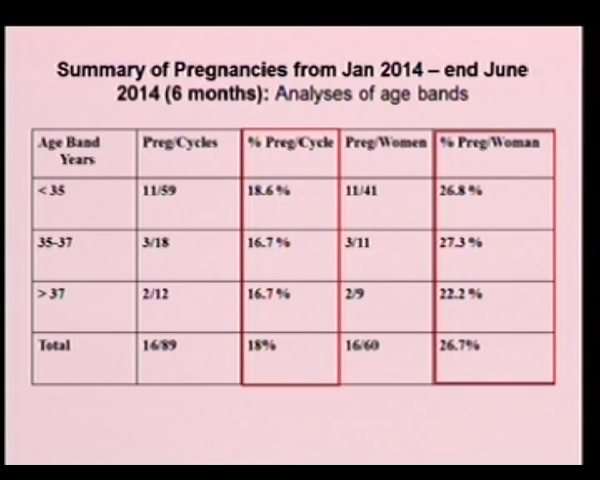 Summary of Pregnancies from Jan 2014 – end June
2014 (6 months): Analyses of age bands
Age Band Years Preg/Cycles % Preg/Cycle Preg/Women % Preg/Woman
< 35 11/59 18.6 % 11/41 26.8 %
35-37 3/18 16.7 % 3/11 27.3 %
> 37 2/12 16.7 % 2/9 22.2 %
Total 16/89 18% 16/60 26.7%